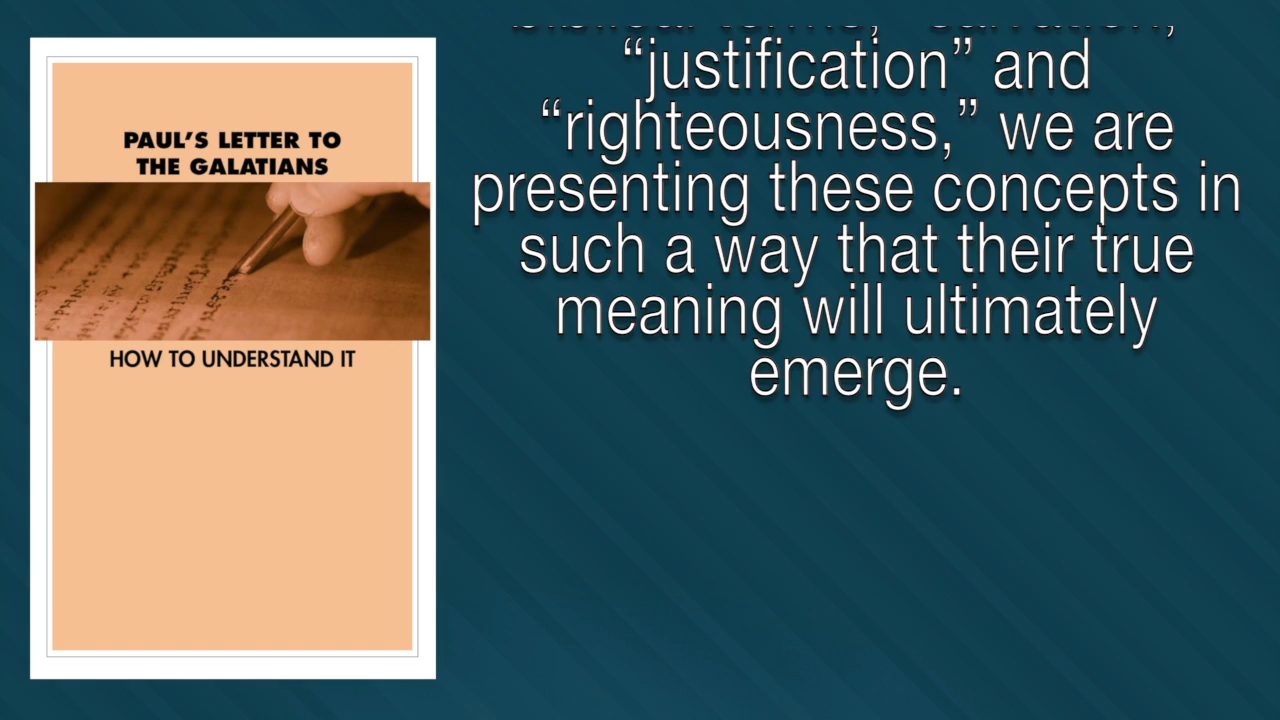 PAUL'S LETTER TO
THE GALATIANS
HOW TO UNDERSTAND IT
“justification” and
“righteousness,” we are
presenting these concepts in
such a way that their true
meaning will ultimately
emerge.